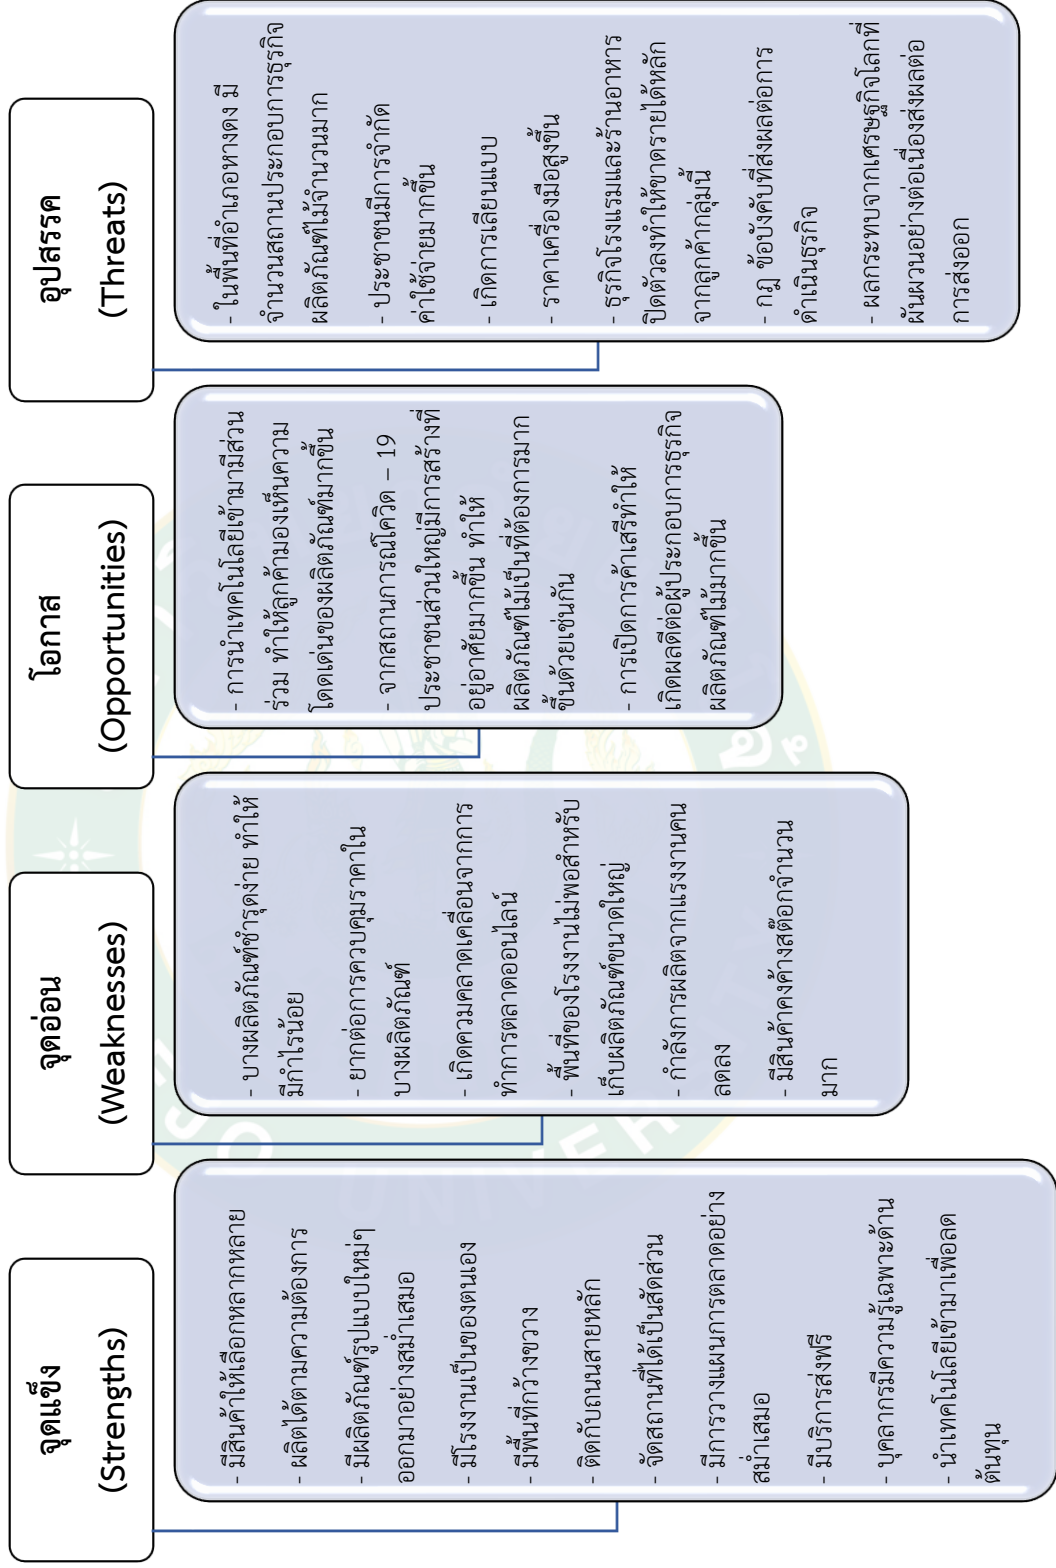 จุดแข็ง
(Strengths)
- มีสินค้าให้เลือกหลากหลาย
- ผลิตได้ตามความต้องการ
- มีผลิตภัณฑ์รูปแบบใหม่ๆ
ออกมาอย่างสม่ำเสมอ
- มีโรงงานเป็นของตนเอง
- มีพื้นที่กว้างขวาง
- ติดกับถนนสายหลัก
- จัดสถานที่ได้เป็นสัดส่วน
- มีการวางแผนการตลาดอย่าง
สม่ำเสมอ
- มีบริการส่งฟรี
- บุคลากรมีความรู้เฉพาะด้าน
- นำเทคโนโลยีเข้ามาเพื่อลด
ต้นทุน
จุดอ่อน
(Weaknesses)
- บางผลิตภัณฑ์ชำรุดง่าย ทำให้
มีกำไรน้อย
- ยากต่อการควบคุมราคาใน
บางผลิตภัณฑ์
- เกิดความคลาดเคลื่อนจากการ
ทำการตลาดออนไลน์
- พื้นที่ของโรงงานไม่พอสำหรับ
เก็บผลิตภัณฑ์ขนาดใหญ่
- กำลังการผลิตจากแรงงานคน
ลดลง
- มีสินค้าคงค้างสต๊อกจำนวน
มาก
โอกาส
(Opportunities)
- การนำเทคโนโลยีเข้ามามีส่วน
ร่วม ทำให้ลูกค้ามองเห็นความ
โดดเด่นของผลิตภัณฑ์มากขึ้น
- จากสถานการณ์โควิด – 19
ประชาชนส่วนใหญ่มีการสร้างที่
อยู่อาศัยมากขึ้น ทำให้
ผลิตภัณฑ์ไม้เป็นที่ต้องการมาก
ขึ้นด้วยเช่นกัน
- การเปิดการค้าเสรีทำให้
เกิดผลดีต่อผู้ประกอบการธุรกิจ
ผลิตภัณฑ์ไม้มากขึ้น
อุปสรรค
(Threats)
- ในพื้นที่อำเภอหางดง มี
จำนวนสถานประกอบการธุรกิจ
ผลิตภัณฑ์ไม้จำนวนมาก
- ประชาชนมีการจำกัด
ค่าใช้จ่ายมากขึ้น
- เกิดการเลียนแบบ
- ราคาเครื่องมือสูงขึ้น
- ธุรกิจโรงแรมและร้านอาหาร
ปิดตัวลงทำให้ขาดรายได้หลัก
จากลูกค้ากลุ่มนี้
- กฎ ข้อบังคับที่ส่งผลต่อการ
ดำเนินธุรกิจ
- ผลกระทบจากเศรษฐกิจโลกที่
ผันผวนอย่างต่อเนื่องส่งผลต่อ
การส่งออก